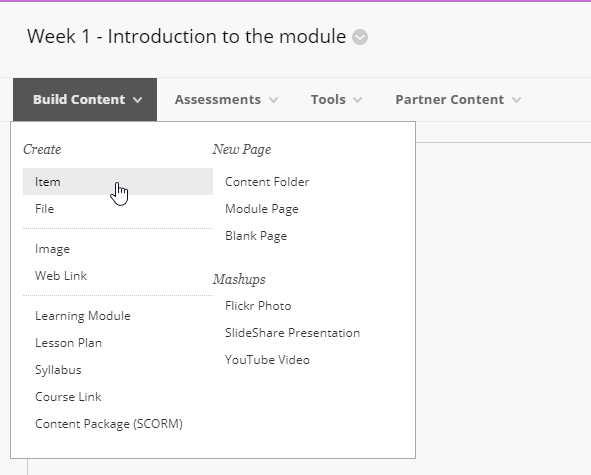 Week 1 - Introduction to the module
Build Content Assessments Tools Partner Content
Create
Item
File
Image
Web Link
Learning Module
Lesson Plan
Syllabus
Course Link
Content Package (SCORM)
New Page
Content Folder
Module Page
Blank Page
Mashups
Flickr Photo
SlideShare Presentation
YouTube Video